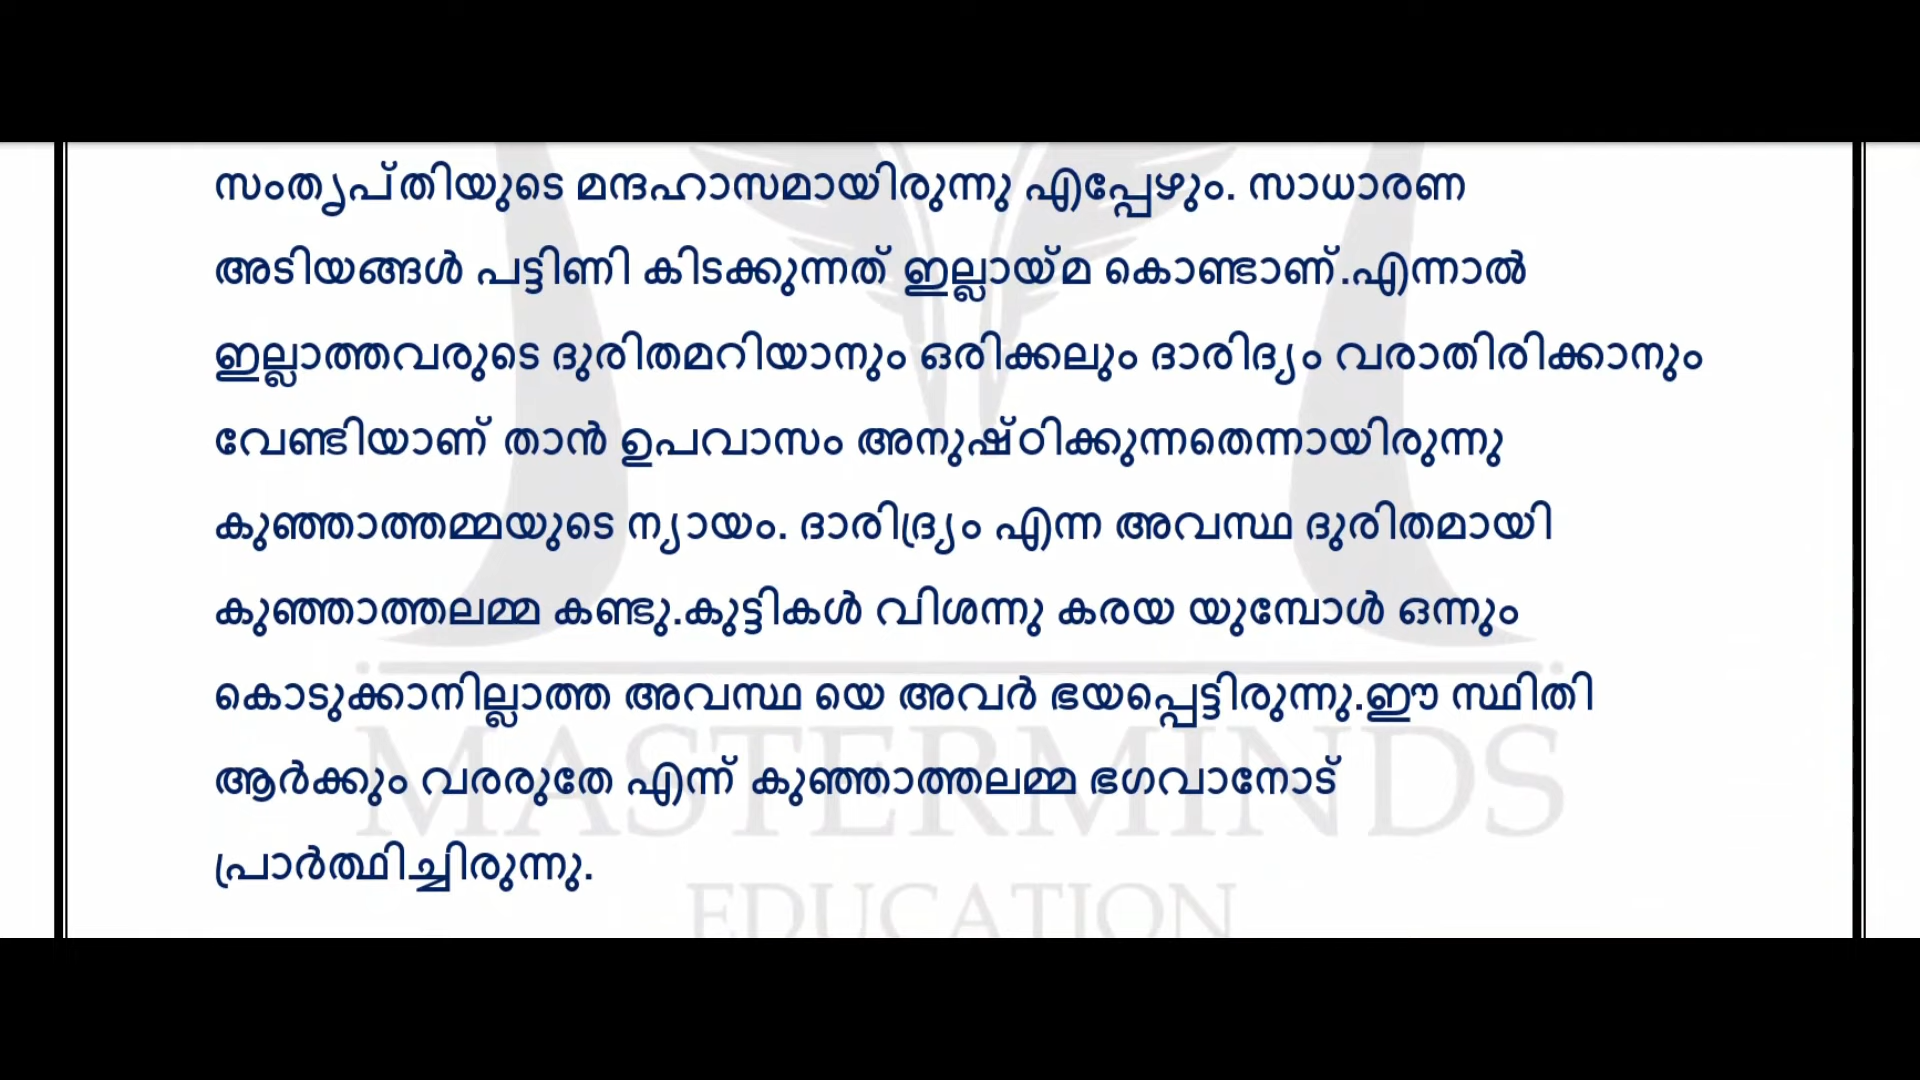 സംതൃപ്തിയുടെ മന്ദഹാസമായിരുന്നു എപ്പേഴും. സാധാരണ
അടിയങ്ങൾ പട്ടിണി കിടക്കുന്നത് ഇല്ലായ്മ കൊണ്ടാണ്.എന്നാൽ
ഇല്ലാത്തവരുടെ ദുരിതമറിയാനും ഒരിക്കലും ദാരിദ്യം വരാതിരിക്കാനും
വേണ്ടിയാണ് താൻ ഉപവാസം അനുഷ്ഠിക്കുന്നതെന്നായിരുന്നു
കുഞ്ഞാത്തമ്മയുടെ ന്യായം. ദാരിദ്ര്യം എന്ന അവസ്ഥ ദുരിതമായി
കുഞ്ഞാത്തലമ്മ കണ്ടു.കുട്ടികൾ വിശന്നു കരയ യുമ്പോൾ ഒന്നും
കൊടുക്കാനില്ലാത്ത അവസ്ഥ യെ അവർ ഭയപ്പെട്ടിരുന്നു.ഈ സ്ഥിതി
ആർക്കും വരരുതേ എന്ന് കുഞ്ഞാത്തലമ്മ ഭഗവാനോട്
പ്രാർത്ഥിച്ചിരുന്നു.
MASTERMINDS
EDUCATION